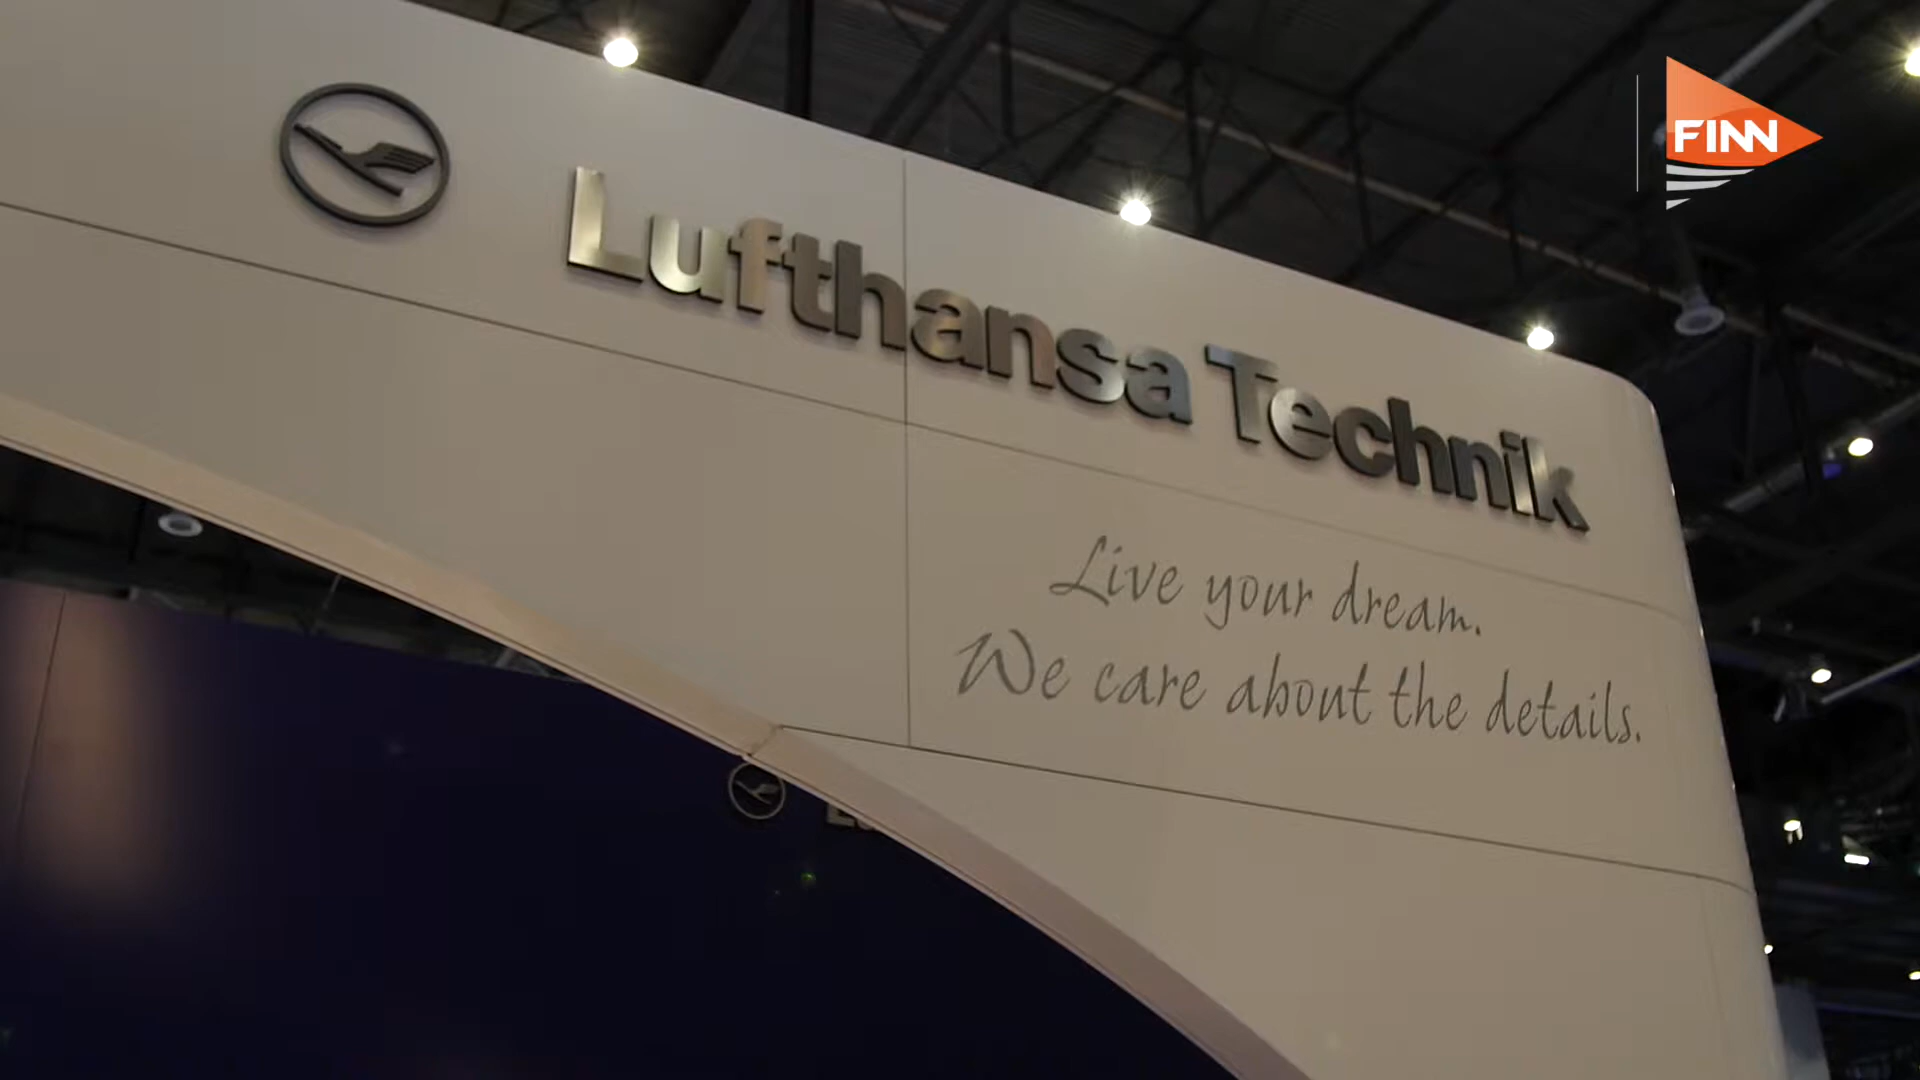 FINN
Lufthansa Technik
Live your dream.
We care about the details.